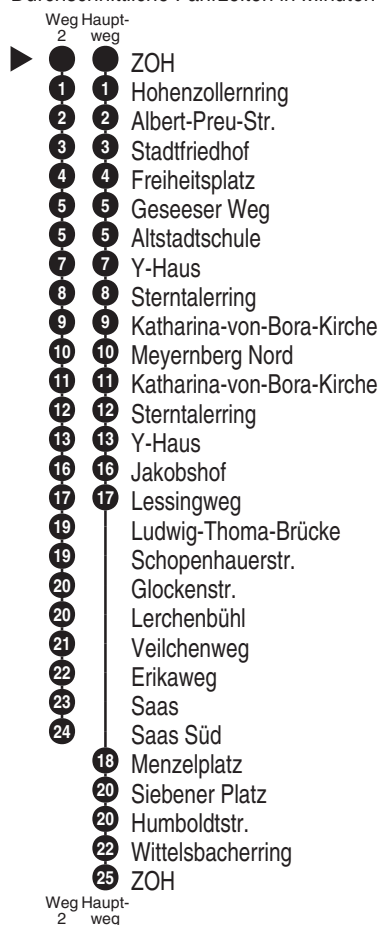 Durchschnittliche Fahrzeiten in Minuten
Weg Haupt-
2 weg
ZOH
1 1 Hohenzollernring
2 2 Albert-Preu-Str.
3 3 Stadtfriedhof
4 4 Freiheitsplatz
5 5 Geseeser Weg
5 5 Altstadtschule
7 7 Y-Haus
8 8 Sterntalerring
9 9 Katharina-von-Bora-Kirche
10 10 Meyernberg Nord
11 11 Katharina-von-Bora-Kirche
12 12 Sterntalerring
13 13 Y-Haus
16 16 Jakobshof
17 17 Lessingweg
19 Ludwig-Thoma-Brücke
19 Schopenhauerstr.
20 Glockenstr.
20 Lerchenbühl
21 Veilchenweg
22 Erikaweg
23 Saas
24 Saas Süd
18 Menzelplatz
20 Siebener Platz
20 Humboldtstr.
22 Wittelsbacherring
25 ZOH
Weg Haupt-
2 weg